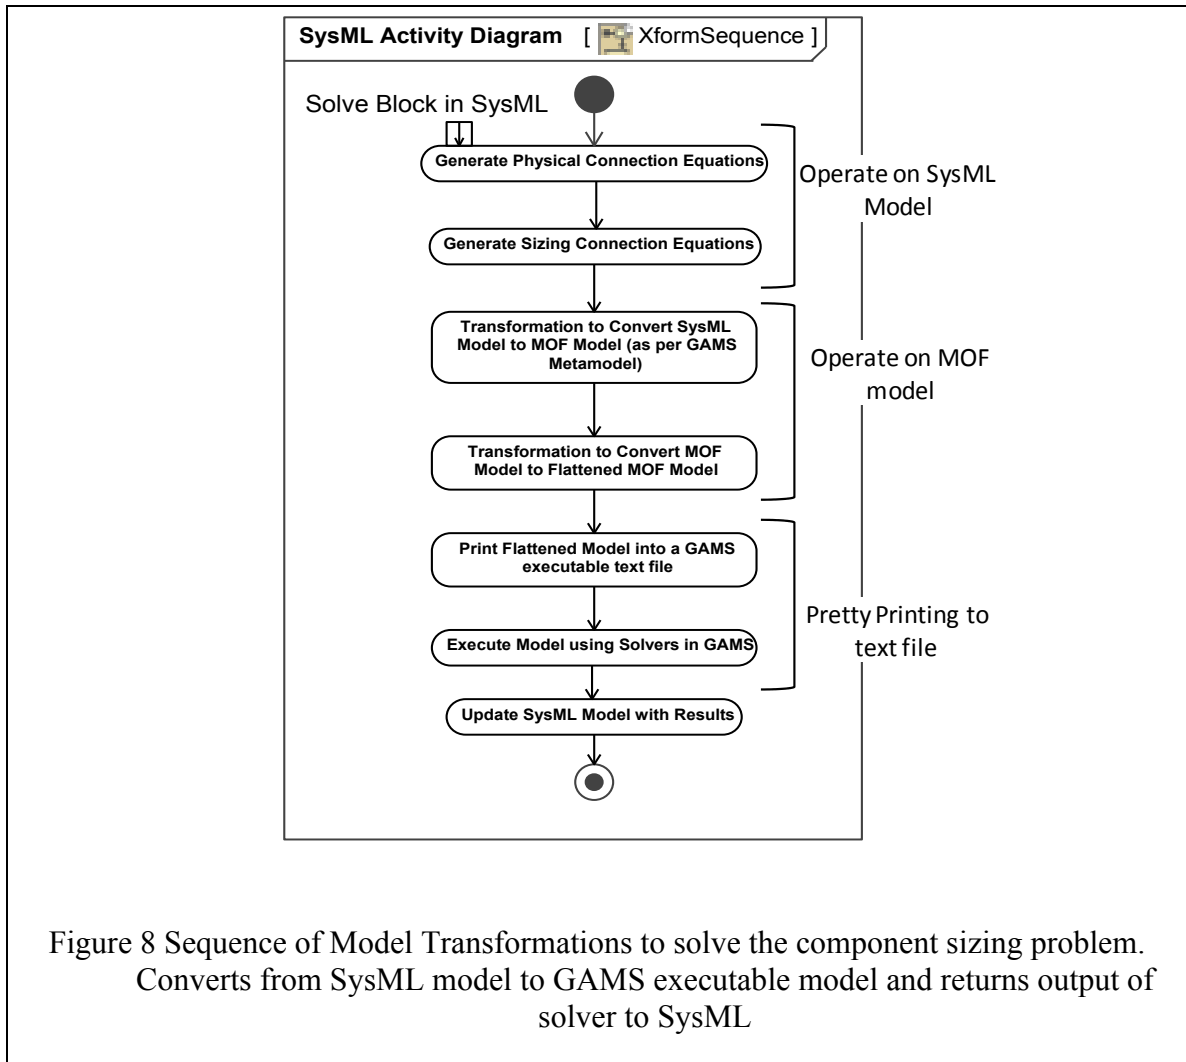 SysML Activity Diagram [ XformSequence ]
Solve Block in SysML
Generate Physical Connection Equations
Operate on SysML
Model
Generate Sizing Connection Equations
Transformation to Convert SysML
Model to MOF Model (as per GAMS
Metamodel)
Operate on MOF
model
Transformation to Convert MOF
Model to Flattened MOF Model
Print Flattened Model into a GAMS
executable text file
Pretty Printing to
text file
Execute Model using Solvers in GAMS
Update SysML Model with Results
Figure 8 Sequence of Model Transformations to solve the component sizing problem.
Converts from SysML model to GAMS executable model and returns output of
solver to SysML